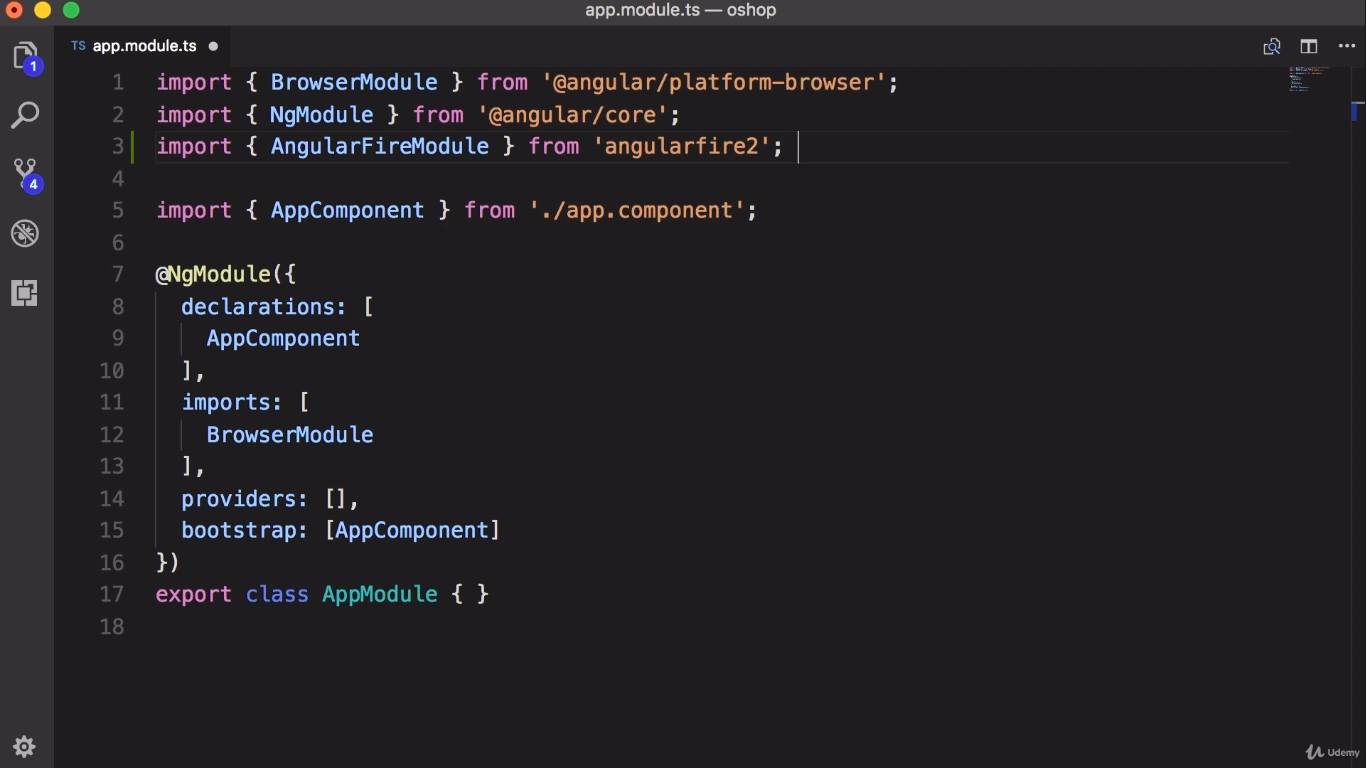 app.module.ts — oshop
TS app.module.ts
1
4
1 import { BrowserModule } from '@angular/platform-browser';
2 import { NgModule } from '@angular/core';
3 import { AngularFireModule } from 'angularfire2';
4
5 import { AppComponent } from './app.component';
6
7 @NgModule({
8 declarations: [
9 AppComponent
10 ],
11 imports: [
12 BrowserModule
13 ],
14 providers: [],
15 bootstrap: [AppComponent]
16 })
17 export class AppModule { }
18
Udemy